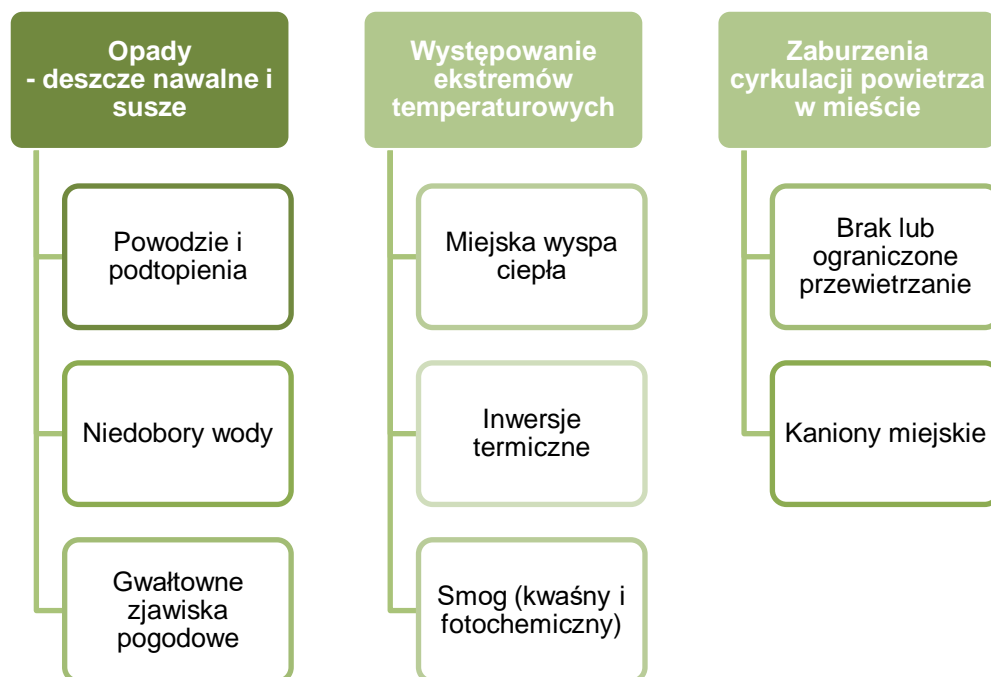 Opady
- deszcze nawalne i
susze
Powodzie i
podtopienia
Niedobory wody
Gwałtowne
zjawiska
pogodowe
Występowanie
ekstremów
temperaturowych
Miejska wyspa
ciepła
Inwersje
termiczne
Smog (kwaśny i
fotochemiczny)
Zaburzenia
cyrkulacji powietrza
w mieście
Brak lub
ograniczone
przewietrzanie
Kaniony miejskie